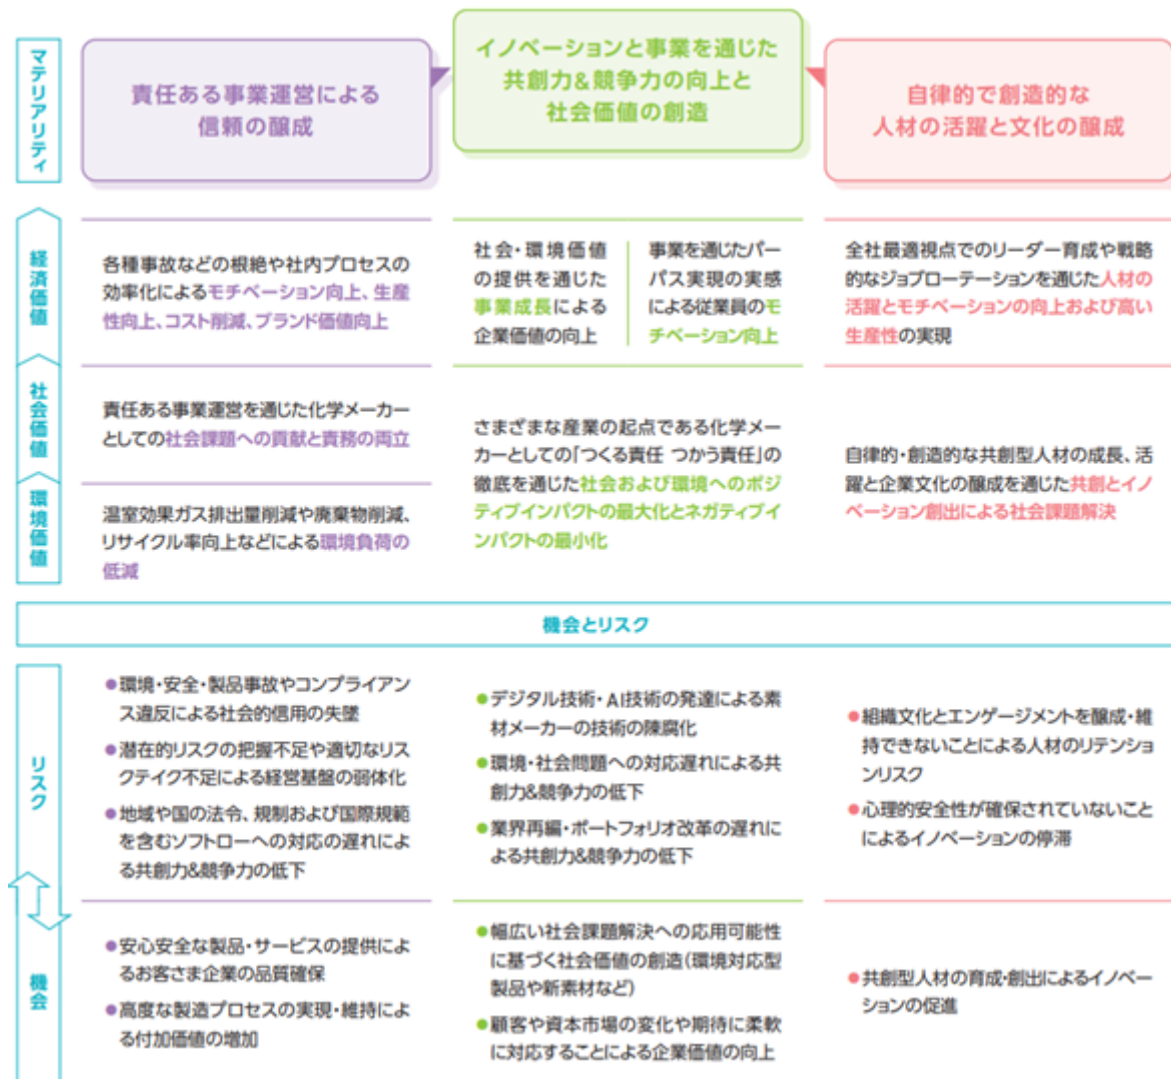 マテリアリティ
責任ある事業運営による
信頼の醸成
イノベーションと事業を通じた
共創力&競争力の向上と
社会価値の創造
自律的で創造的な
人材の活躍と文化の醸成
経済価値
各種事故などの根絶や社内プロセスの
効率化によるモチベーション向上、生産
性向上、コスト削減、ブランド価値向上
社会・環境価値
の提供を通じた
事業成長による
企業価値の向上
事業を通じたパー
パス実現の実感
による従業員のモ
チベーション向上
全社最適視点でのリーダー育成や戦略
的なジョブローテーションを通じた人材の
活躍とモチベーションの向上および高い
生産性の実現
社会価値
責任ある事業運営を通じた化学メーカー
としての社会課題への貢献と責務の両立
環境価値
温室効果ガス排出量削減や廃棄物削減、
リサイクル率向上などによる環境負荷の
低減
さまざまな産業の起点である化学メー
カーとしての「つくる責任 つかう責任」の
徹底を通じた社会および環境へのポジ
ティブインパクトの最大化とネガティブイ
ンパクトの最小化
自律的・創造的な共創型人材の成長、活
躍と企業文化の醸成を通じた共創とイノ
ベーション創出による社会課題解決
機会とリスク
リスク
●環境・安全・製品事故やコンプライアン
ス違反による社会的信用の失墜
●潜在的リスクの把握不足や適切なリス
クテイク不足による経営基盤の弱体化
●地域や国の法令、規制および国際規範
を含むソフトローへの対応の遅れによ
る共創力&競争力の低下
●デジタル技術・AI技術の発達による素
材メーカーの技術の陳腐化
●環境・社会問題への対応遅れによる共
創力&競争力の低下
●業界再編・ポートフォリオ改革の遅れに
よる共創力&競争力の低下
●組織文化とエンゲージメントを醸成・維
持できないことによる人材のリテンショ
ンリスク
●心理的安全性が確保されていないこと
によるイノベーションの停滞
機会
●安心安全な製品・サービスの提供によ
るお客さま企業の品質確保
●高度な製造プロセスの実現・維持によ
る付加価値の増加
●幅広い社会課題解決への応用可能性
に基づく社会価値の創造(環境対応型
製品や新素材など)
●顧客や資本市場の変化や期待に柔軟
に対応することによる企業価値の向上
●共創型人材の育成・創出によるイノベー
ションの促進